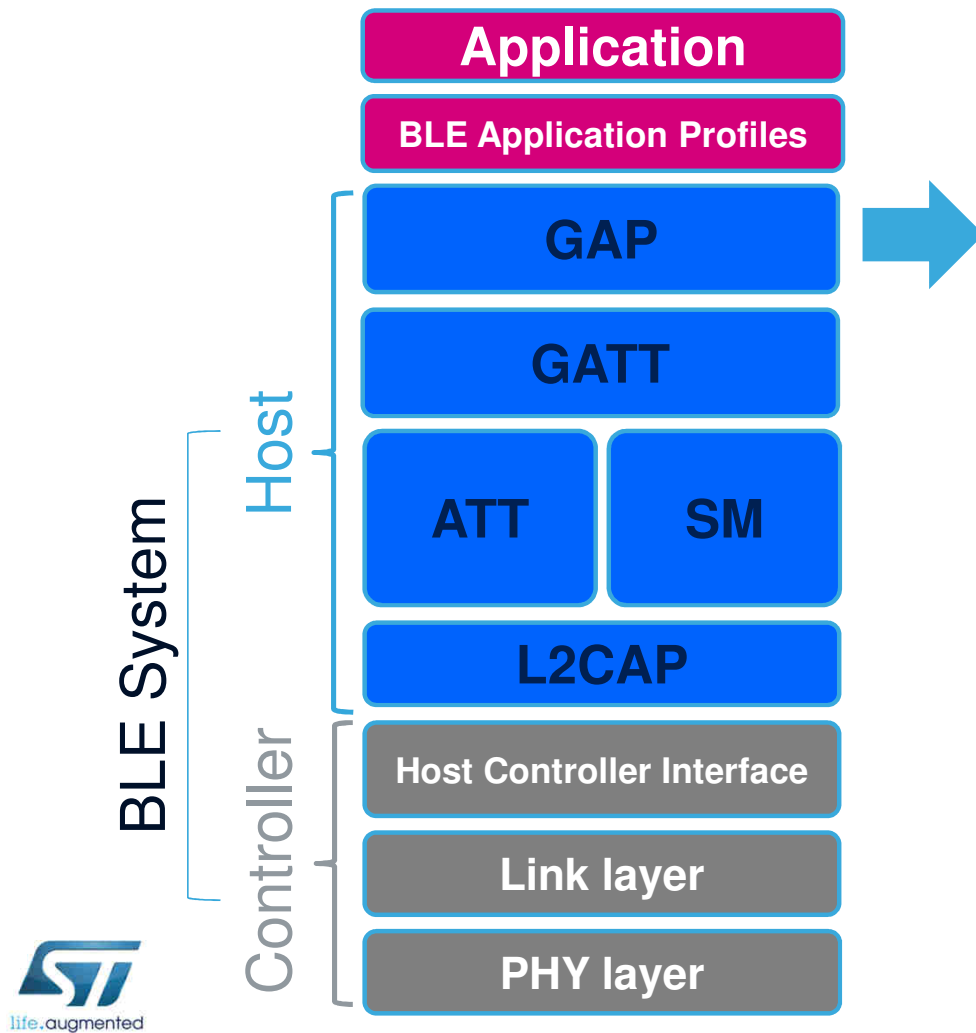 Application
BLE Application Profiles
GAP
GATT
Host
ATT
SM
BLE System
L2CAP
Controller
Host Controller Interface
Link layer
PHY layer
ST
life.augmented